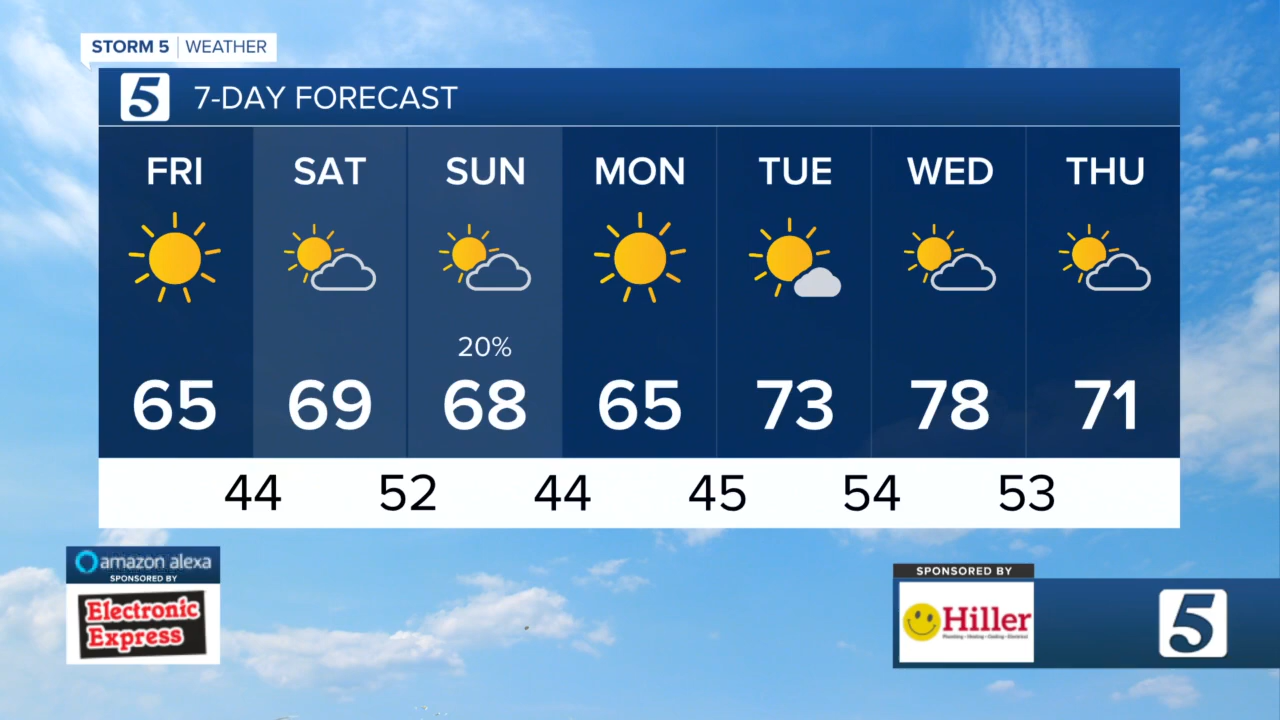 STORM 5 | WEATHER
5 7-DAY FORECAST
FRI SAT SUN MON TUE WED THU
20%
65 69 68 65 73 78 71
44 52 44 45 54 53
amazon alexa
SPONSORED BY
Electronic
Express
SPONSORED BY
Hiller
Plumbing • Heating • Cooling • Electrical
5